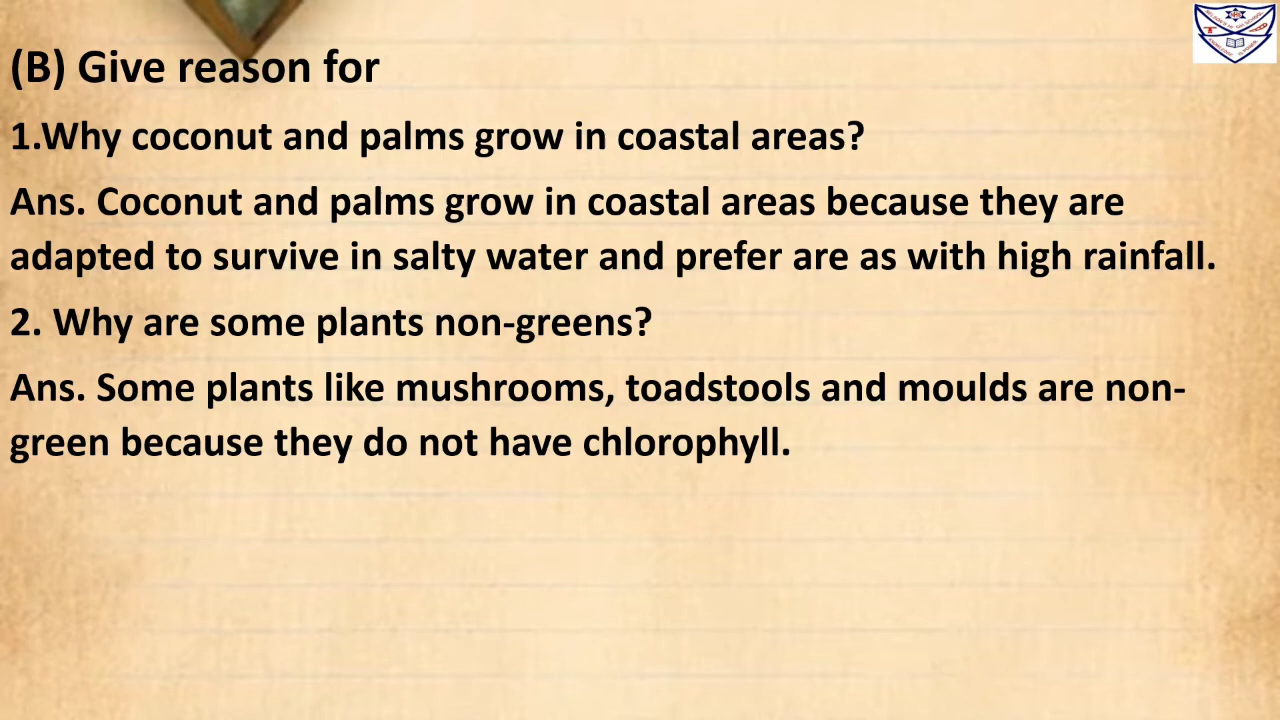 (B) Give reason for
1.Why coconut and palms grow in coastal areas?
Ans. Coconut and palms grow in coastal areas because they are
adapted to survive in salty water and prefer are as with high rainfall.
2. Why are some plants non-greens?
Ans. Some plants like mushrooms, toadstools and moulds are non-
green because they do not have chlorophyll.